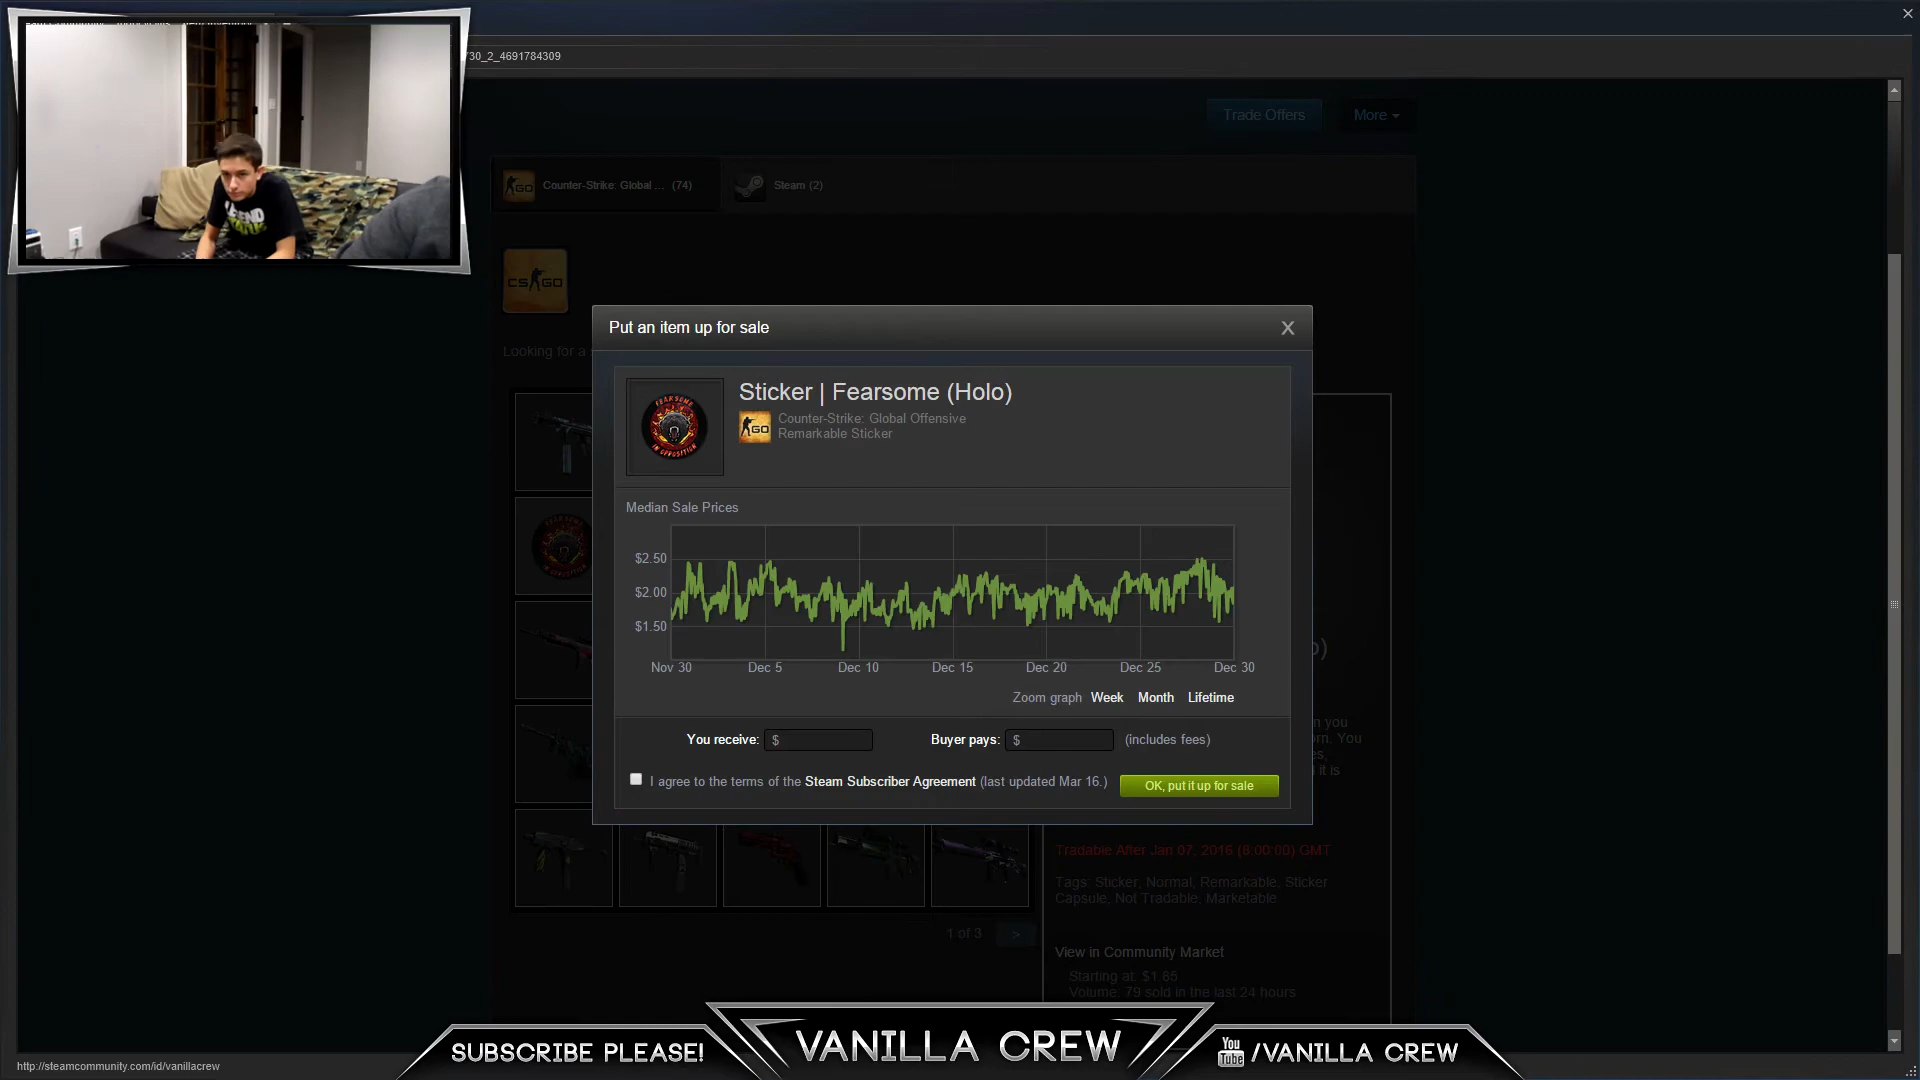 730_2_4691784309
Trade Offers
More
Counter-Strike: Global ... (74)
Steam (2)
CS GO
Looking for a
Put an item up for sale
X
Sticker | Fearsome (Holo)
GO
Counter-Strike: Global Offensive
Remarkable Sticker
FEARSOME
IN OPPOSITION
Median Sale Prices
$2.50
$2.00
$1.50
Nov 30
Dec 5
Dec 10
Dec 15
Dec 20
Dec 25
Dec 30
Zoom graph Week Month Lifetime
You receive: $
Buyer pays: $ (includes fees)
I agree to the terms of the Steam Subscriber Agreement (last updated Mar 16.)
OK, put it up for sale
Tradable After Jan 07, 2016 (8:00:00) GMT
Tags: Sticker, Normal, Remarkable, Sticker
Capsule, Not Tradable, Marketable
1 of 3 >
View in Community Market
Starting at: $1.85
Volume: 79 sold in the last 24 hours
SUBSCRIBE PLEASE!
VANILLA CREW
You Tube /VANILLA CREW
http://steamcommunity.com/id/vanillacrew